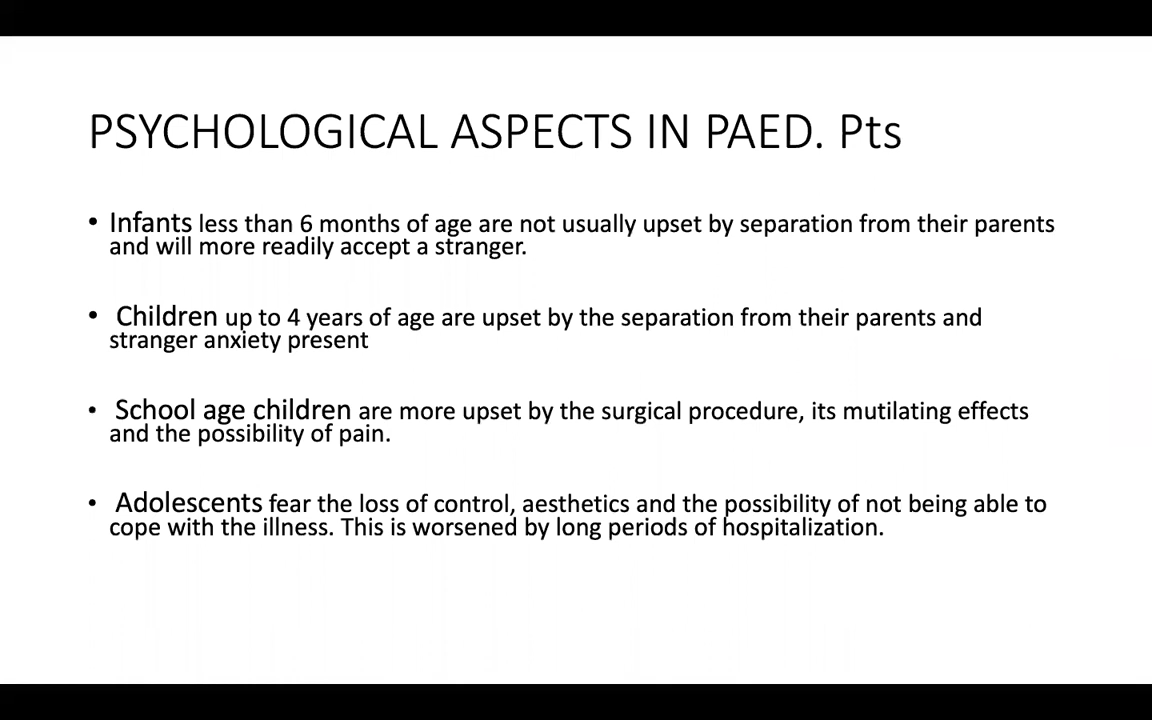 PSYCHOLOGICAL ASPECTS IN PAED. Pts
• Infants less than 6 months of age are not usually upset by separation from their parents
and will more readily accept a stranger.
• Children up to 4 years of age are upset by the separation from their parents and
stranger anxiety present
• School age children are more upset by the surgical procedure, its mutilating effects
and the possibility of pain.
• Adolescents fear the loss of control, aesthetics and the possibility of not being able to
cope with the illness. This is worsened by long periods of hospitalization.